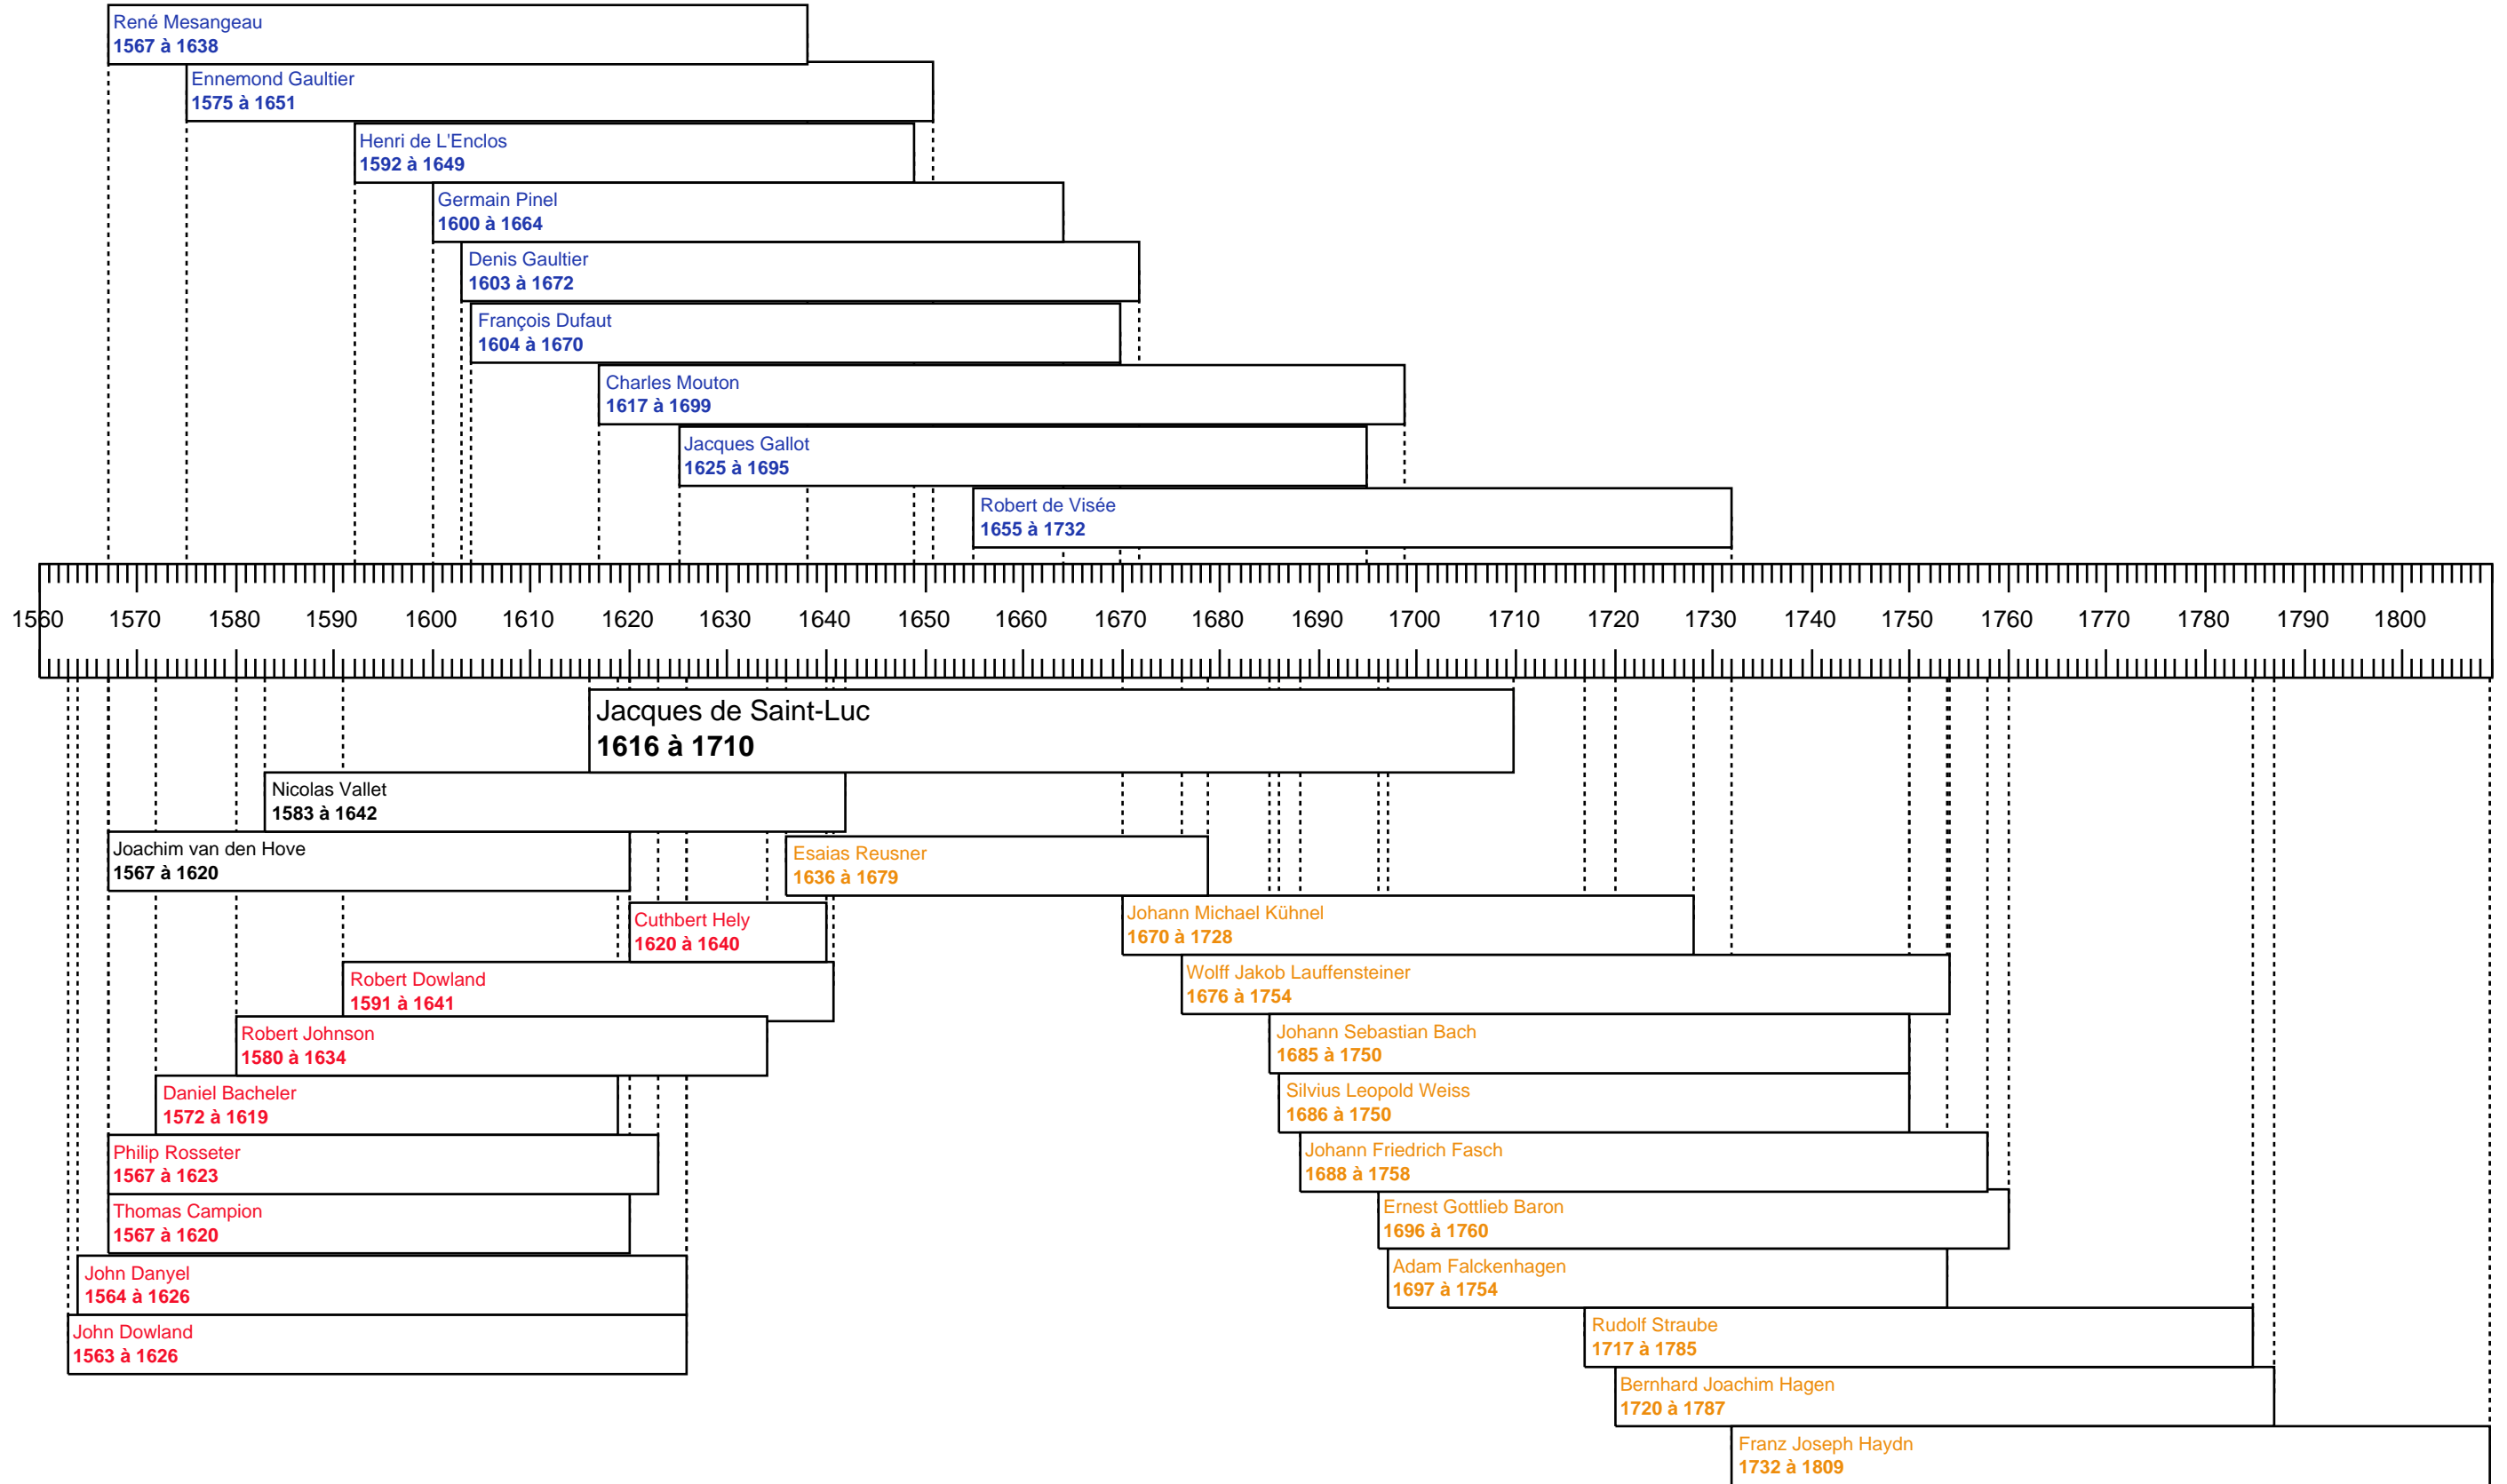 René Mesangeau
1567 à 1638
Ennemond Gaultier
1575 à 1651
Henri de L'Enclos
1592 à 1649
Germain Pinel
1600 à 1664
Denis Gaultier
1603 à 1672
François Dufaut
1604 à 1670
Charles Mouton
1617 à 1699
Jacques Gallot
1625 à 1695
Robert de Visée
1655 à 1732
1560 1570 1580 1590 1600 1610 1620 1630 1640 1650 1660 1670 1680 1690 1700 1710 1720 1730 1740 1750 1760 1770 1780 1790 1800
Jacques de Saint-Luc
1616 à 1710
Nicolas Vallet
1583 à 1642
Joachim van den Hove
1567 à 1620
Esaias Reusner
1636 à 1679
Cuthbert Hely
1620 à 1640
Johann Michael Kühnel
1670 à 1728
Robert Dowland
1591 à 1641
Wolff Jakob Lauffensteiner
1676 à 1754
Robert Johnson
1580 à 1634
Johann Sebastian Bach
1685 à 1750
Daniel Bacheler
1572 à 1619
Silvius Leopold Weiss
1686 à 1750
Philip Rosseter
1567 à 1623
Johann Friedrich Fasch
1688 à 1758
Thomas Campion
1567 à 1620
Ernest Gottlieb Baron
1696 à 1760
John Danyel
1564 à 1626
Adam Falckenhagen
1697 à 1754
John Dowland
1563 à 1626
Rudolf Straube
1717 à 1785
Bernhard Joachim Hagen
1720 à 1787
Franz Joseph Haydn
1732 à 1809